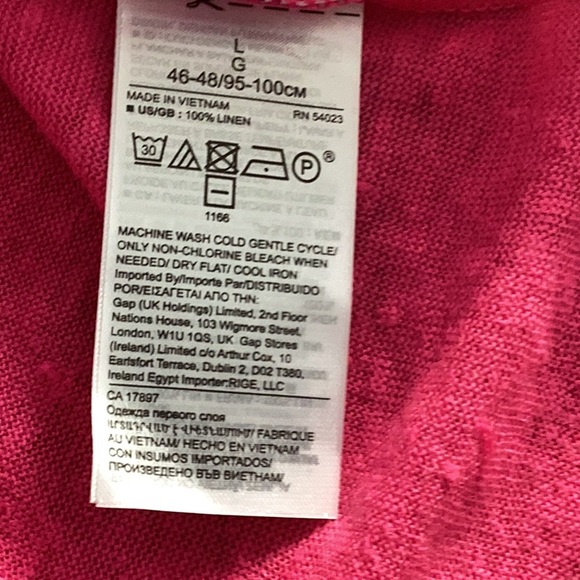 L
G
46-48/95-100CM
MADE IN VIETNAM RN 54023
■ US/GB : 100% LINEN
30 P ®
1166
MACHINE WASH COLD GENTLE CYCLE/
ONLY NON-CHLORINE BLEACH WHEN
NEEDED/ DRY FLAT/ COOL IRON
Imported By/Importe Par/DISTRIBUIDO
POR/ΕΙΣΑΓΕΤΑΙ ΑΠΟ ΤΗΝ:
Gap (UK Holdings) Limited, 2nd Floor
Nations House, 103 Wigmore Street,
London, W1U 1QS, UK Gap Stores
(Ireland) Limited c/o Arthur Cox, 10
Earlsfort Terrace, Dublin 2, D02 T380,
Ireland Egypt Importer:RIGE, LLC
CA 17897
Одежда первого слоя
FABRIQUE
AU VIETNAM/ HECHO EN VIETNAM
CON INSUMOS IMPORTADOS/
ПРОИЗВЕДЕНО ВЪВ ВИЕТНАМ/